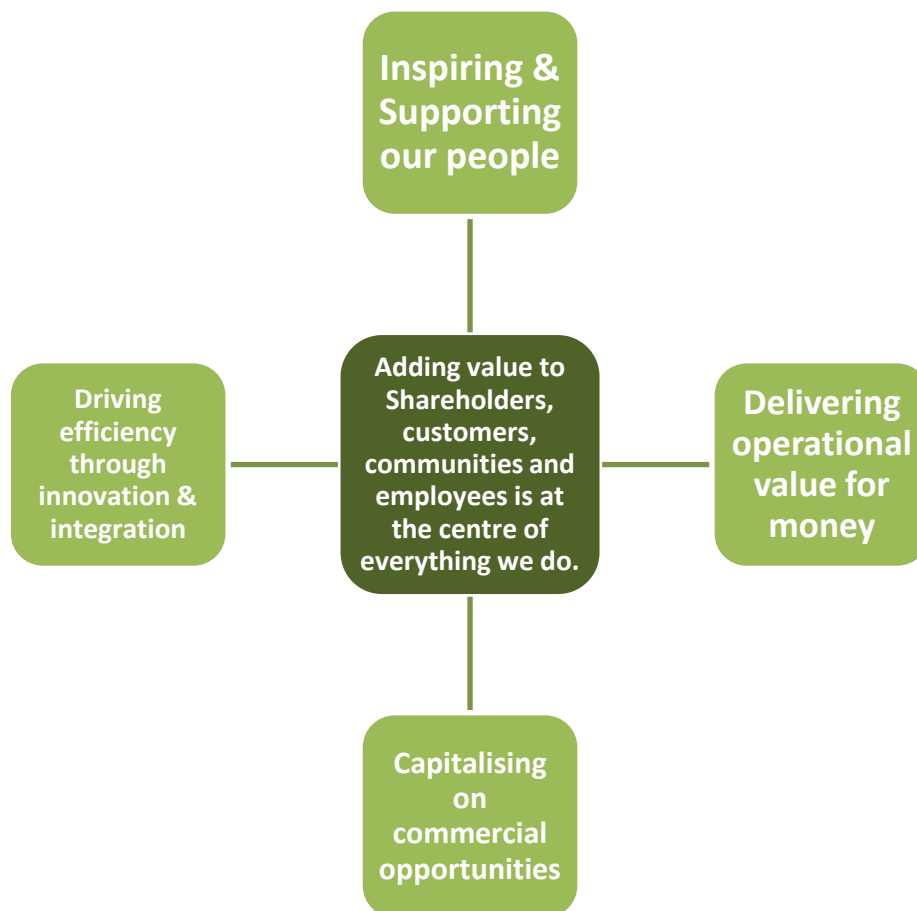 Inspiring &
Supporting
our people
Driving
efficiency
through
innovation &
integration
Adding value to
Shareholders,
customers,
communities and
employees is at
the centre of
everything we do.
Delivering
operational
value for
money
Capitalising
on
commercial
opportunities